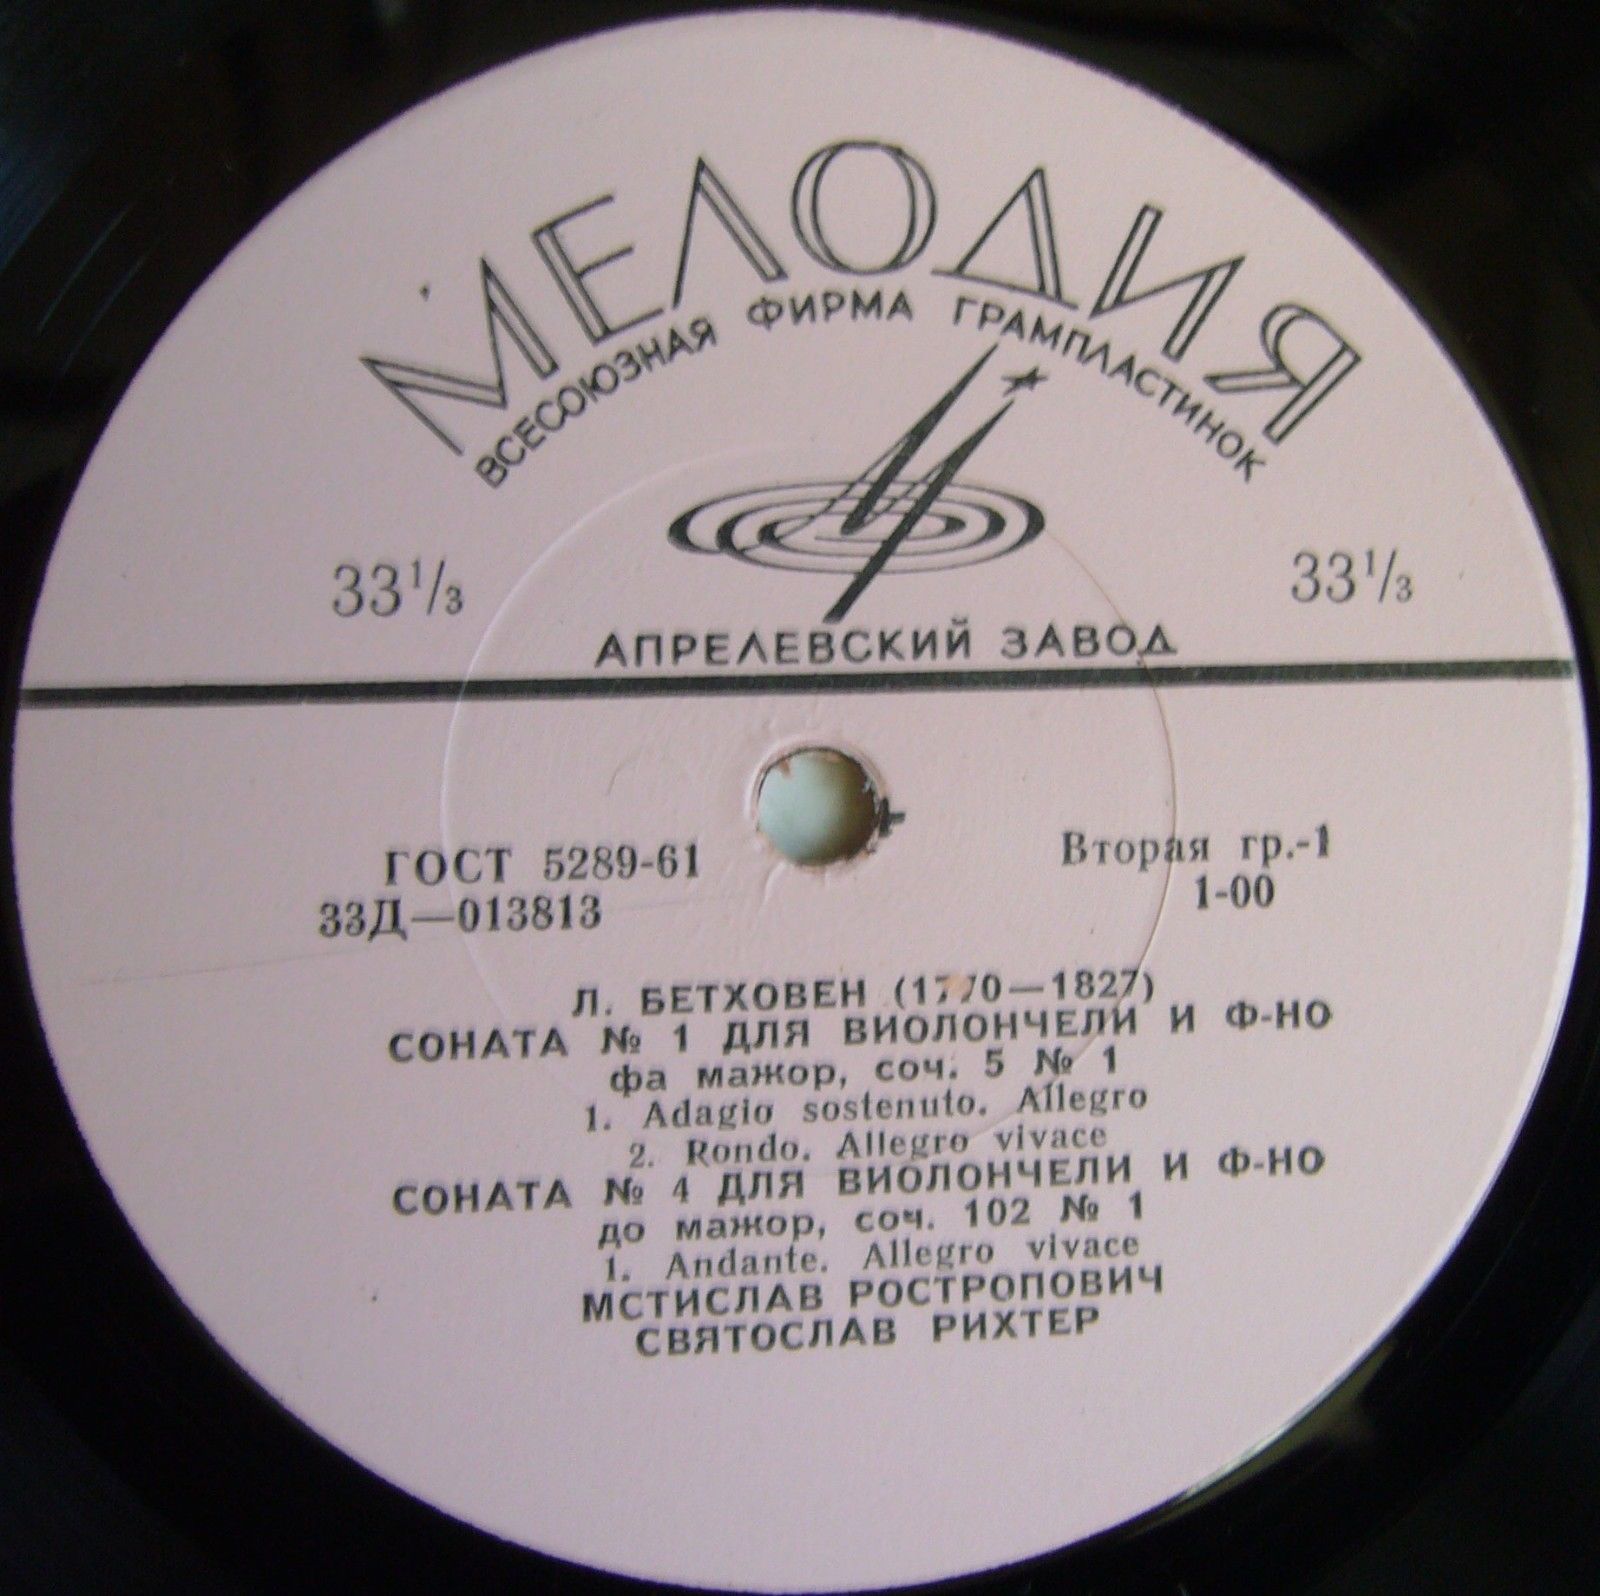 МЕЛОДИЯ
ВСЕСОЮЗНАЯ ФИРМА ГРАМПЛАСТИНОК
33⅓ 33⅓
АПРЕЛЕВСКИЙ ЗАВОД
ГОСТ 5289-61 Вторая гр.-1
33Д—013813 1-00
Л. БЕТХОВЕН (1770—1827)
СОНАТА № 1 ДЛЯ ВИОЛОНЧЕЛИ И Ф-НО
фа мажор, соч. 5 № 1
1. Adagio sostenuto. Allegro
2. Rondo. Allegro vivace
СОНАТА № 4 ДЛЯ ВИОЛОНЧЕЛИ И Ф-НО
до мажор, соч. 102 № 1
1. Andante. Allegro vivace
МСТИСЛАВ РОСТРОПОВИЧ
СВЯТОСЛАВ РИХТЕР